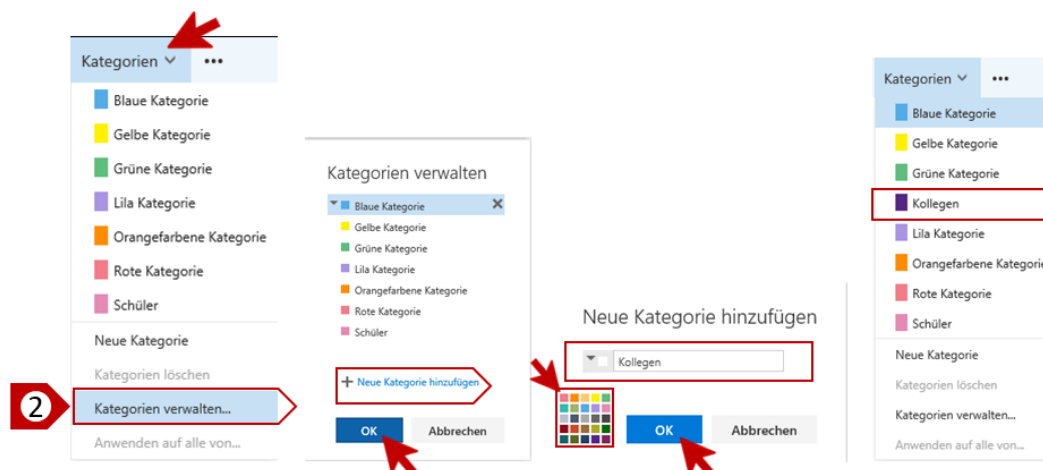 Kategorien
Blaue Kategorie
Gelbe Kategorie
Grüne Kategorie
Lila Kategorie
Orangefarbene Kategorie
Rote Kategorie
Schüler
Neue Kategorie
Kategorien löschen
2
Kategorien verwalten...
Anwenden auf alle von...
Kategorien verwalten
Blaue Kategorie
Gelbe Kategorie
Grüne Kategorie
Lila Kategorie
Orangefarbene Kategorie
Rote Kategorie
Schüler
Neue Kategorie hinzufügen
OK Abbrechen
Neue Kategorie hinzufügen
Kollegen
OK Abbrechen
Kategorien
Blaue Kategorie
Gelbe Kategorie
Grüne Kategorie
Kollegen
Lila Kategorie
Orangefarbene Kategorie
Rote Kategorie
Schüler
Neue Kategorie
Kategorien löschen
Kategorien verwalten...
Anwenden auf alle von...